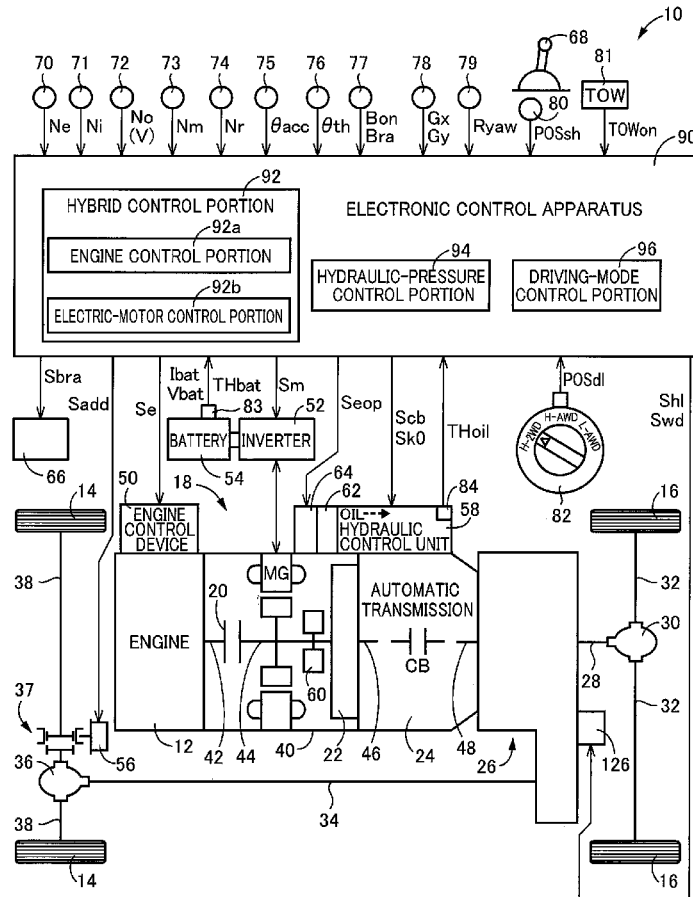 10
70 71 72 73 74 75 76 77 78 79 68 81
TOW
80
Ne Ni No (V) Nm Nr θacc θth Bon Bra Gx Gy Ryaw POSsh TOWon
90
92
HYBRID CONTROL PORTION
ELECTRONIC CONTROL APPARATUS
92a
ENGINE CONTROL PORTION
94
HYDRAULIC-PRESSURE
CONTROL PORTION
96
DRIVING-MODE
CONTROL PORTION
92b
ELECTRIC-MOTOR CONTROL PORTION
Sbra
Sadd
Se
Ibat
Vbat
THbat
Sm
Seop
Scb
Sk0
THoil
POSdl
Shl
Swd
83 52
BATTERY
INVERTER
66
54
H-2WD H-AWD L-AWD
82
14
50
18
64 62
84
16
ENGINE
CONTROL
DEVICE
OIL
58
HYDRAULIC
CONTROL UNIT
38
MG
20
AUTOMATIC
TRANSMISSION
32
30
ENGINE
CB
60
28
32
37
56
12 42 44 40 22 46 24 48 26 126
36
34
38
14
16